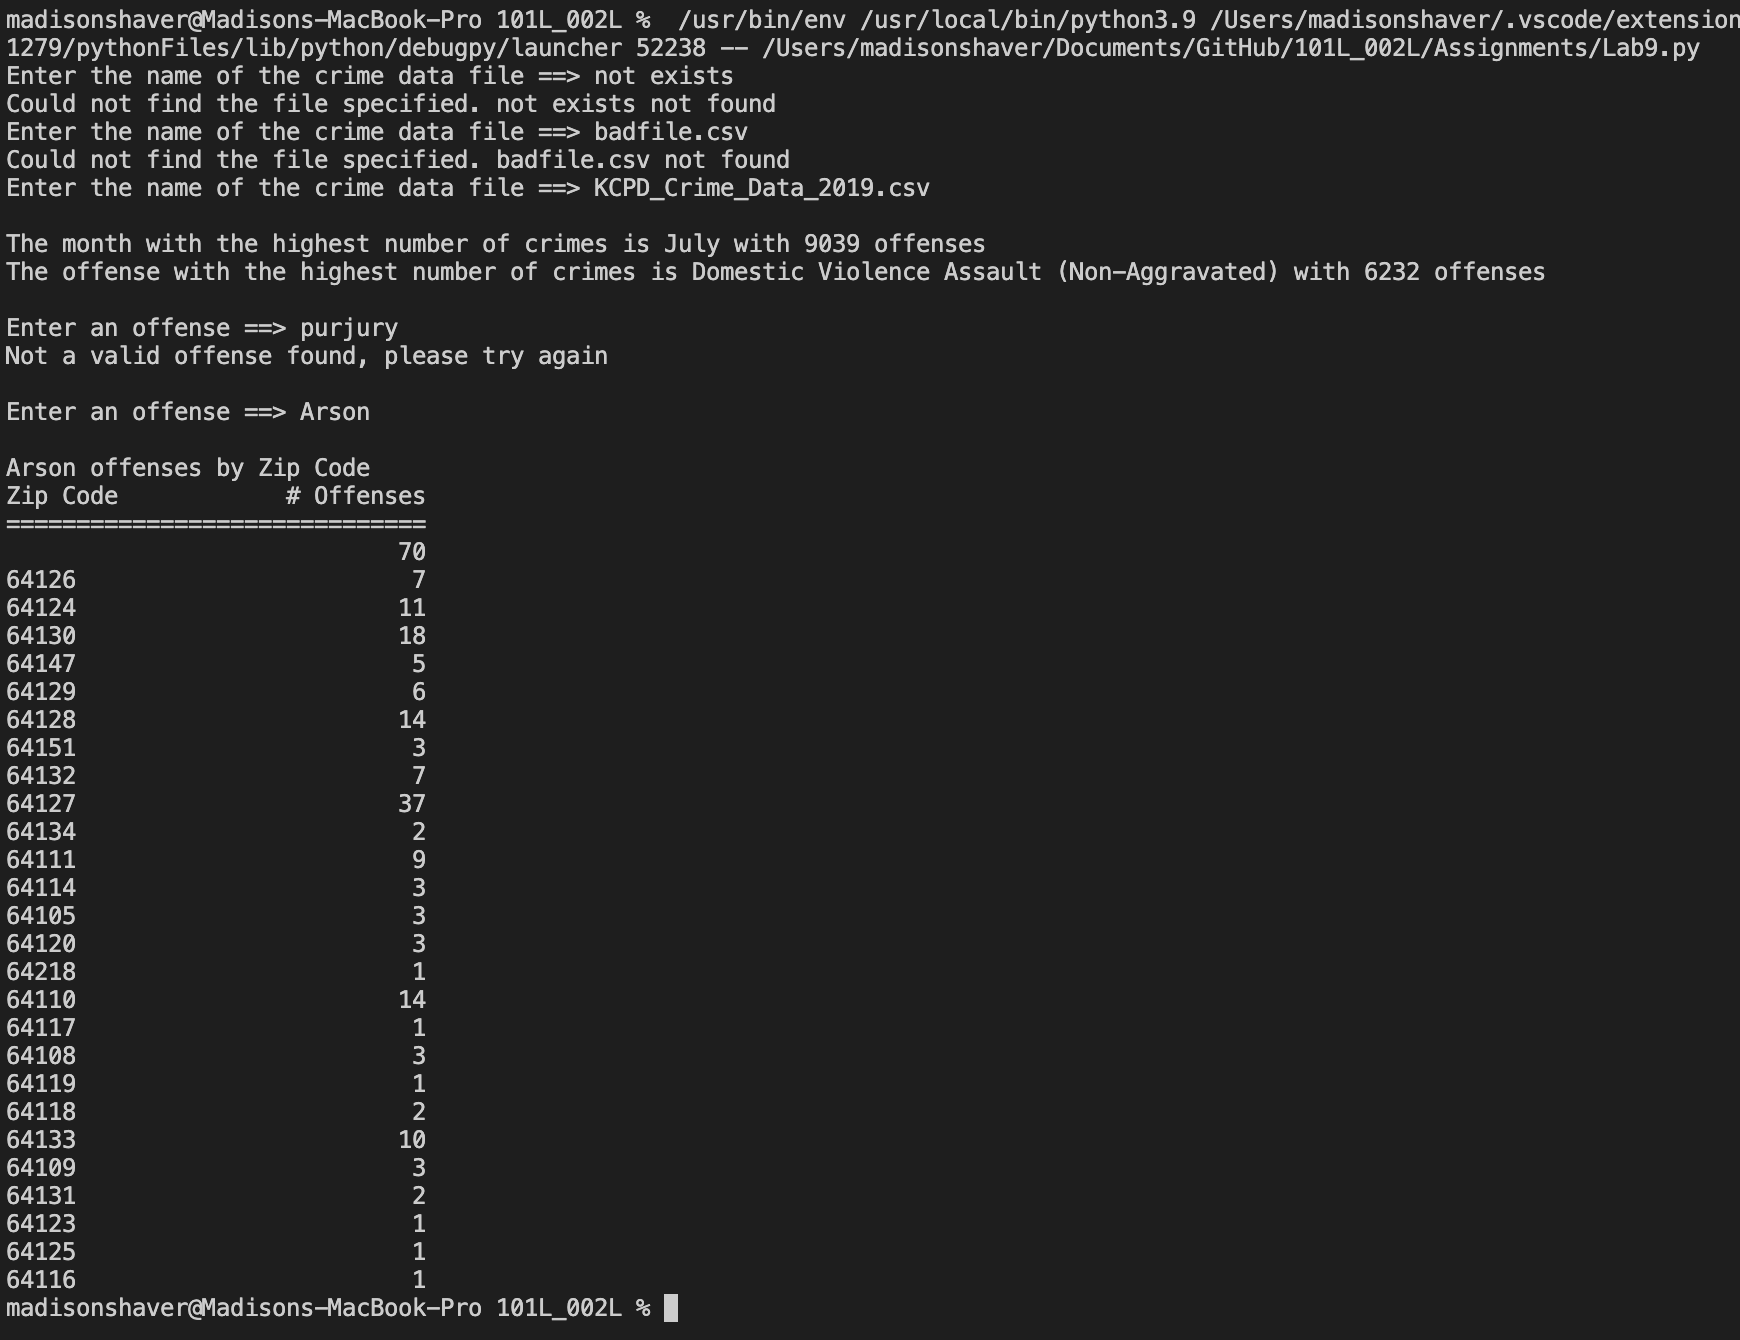 madisonshaver@Madisons-MacBook-Pro 101L_002L %  /usr/bin/env /usr/local/bin/python3.9 /Users/madisonshaver/.vscode/extension
1279/pythonFiles/lib/python/debugpy/launcher 52238 -- /Users/madisonshaver/Documents/GitHub/101L_002L/Assignments/Lab9.py
Enter the name of the crime data file ==> not exists
Could not find the file specified. not exists not found
Enter the name of the crime data file ==> badfile.csv
Could not find the file specified. badfile.csv not found
Enter the name of the crime data file ==> KCPD_Crime_Data_2019.csv

The month with the highest number of crimes is July with 9039 offenses
The offense with the highest number of crimes is Domestic Violence Assault (Non-Aggravated) with 6232 offenses

Enter an offense ==> purjury
Not a valid offense found, please try again

Enter an offense ==> Arson

Arson offenses by Zip Code
Zip Code            # Offenses
==============================
                            70
64126                        7
64124                       11
64130                       18
64147                        5
64129                        6
64128                       14
64151                        3
64132                        7
64127                       37
64134                        2
64111                        9
64114                        3
64105                        3
64120                        3
64218                        1
64110                       14
64117                        1
64108                        3
64119                        1
64118                        2
64133                       10
64109                        3
64131                        2
64123                        1
64125                        1
64116                        1
madisonshaver@Madisons-MacBook-Pro 101L_002L %